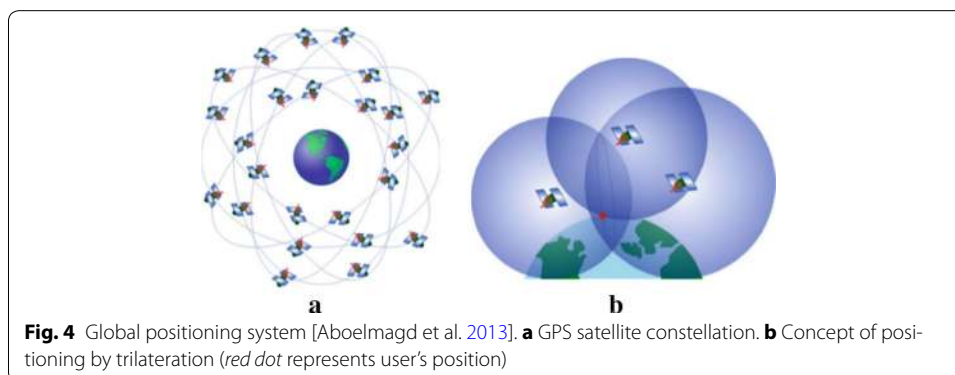 a
b
Fig. 4 Global positioning system [Aboelmagd et al. 2013]. a GPS satellite constellation. b Concept of posi-
tioning by trilateration (red dot represents user's position)